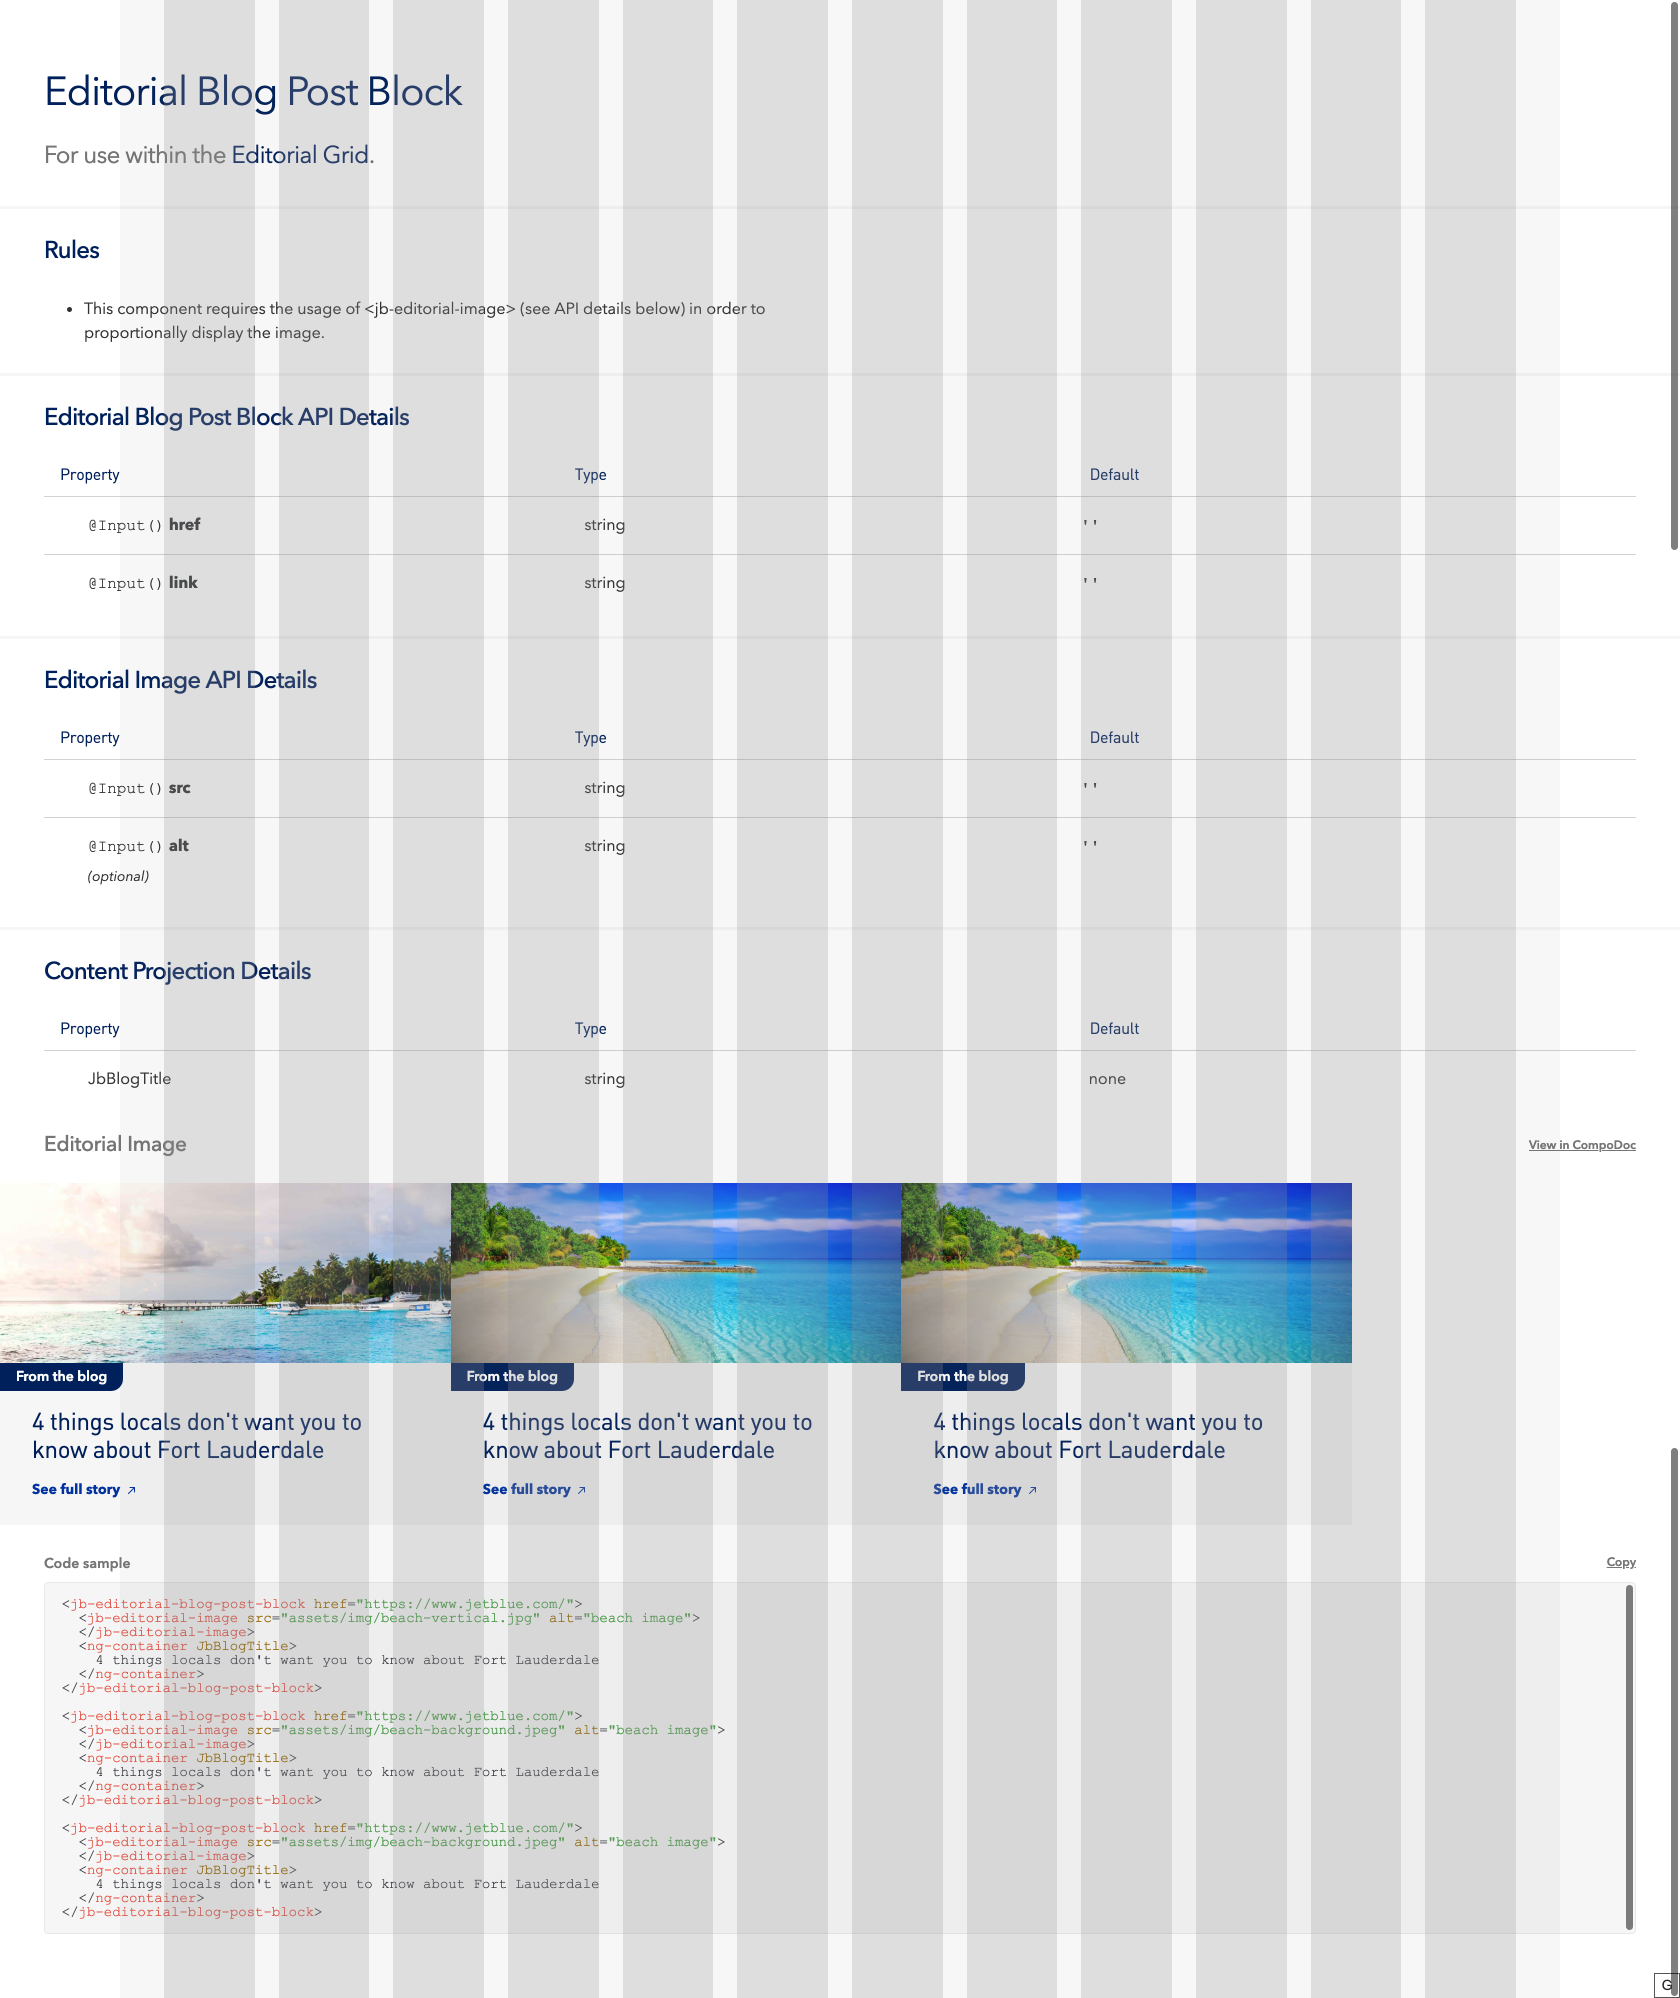 Editorial Blog Post Block
For use within the Editorial Grid.
Rules
• This component requires the usage of <jb-editorial-image> (see API details below) in order to
proportionally display the image.
Editorial Blog Post Block API Details
Property Type Default
@Input() href string ''
@Input() link string ''
Editorial Image API Details
Property Type Default
@Input() src string ''
@Input() alt string ''
(optional)
Content Projection Details
Property Type Default
JbBlogTitle string none
Editorial Image View in CompoDoc
From the blog From the blog From the blog
4 things locals don't want you to 4 things locals don't want you to 4 things locals don't want you to
know about Fort Lauderdale know about Fort Lauderdale know about Fort Lauderdale
See full story ↗ See full story ↗ See full story ↗
Code sample Copy
<jb-editorial-blog-post-block href="https://www.jetblue.com/">
<jb-editorial-image src="assets/img/beach-vertical.jpg" alt="beach image">
</jb-editorial-image>
<ng-container JbBlogTitle>
4 things locals don't want you to know about Fort Lauderdale
</ng-container>
</jb-editorial-blog-post-block>
<jb-editorial-blog-post-block href="https://www.jetblue.com/">
<jb-editorial-image src="assets/img/beach-background.jpeg" alt="beach image">
</jb-editorial-image>
<ng-container JbBlogTitle>
4 things locals don't want you to know about Fort Lauderdale
</ng-container>
</jb-editorial-blog-post-block>
<jb-editorial-blog-post-block href="https://www.jetblue.com/">
<jb-editorial-image src="assets/img/beach-background.jpeg" alt="beach image">
</jb-editorial-image>
<ng-container JbBlogTitle>
4 things locals don't want you to know about Fort Lauderdale
</ng-container>
</jb-editorial-blog-post-block>
G